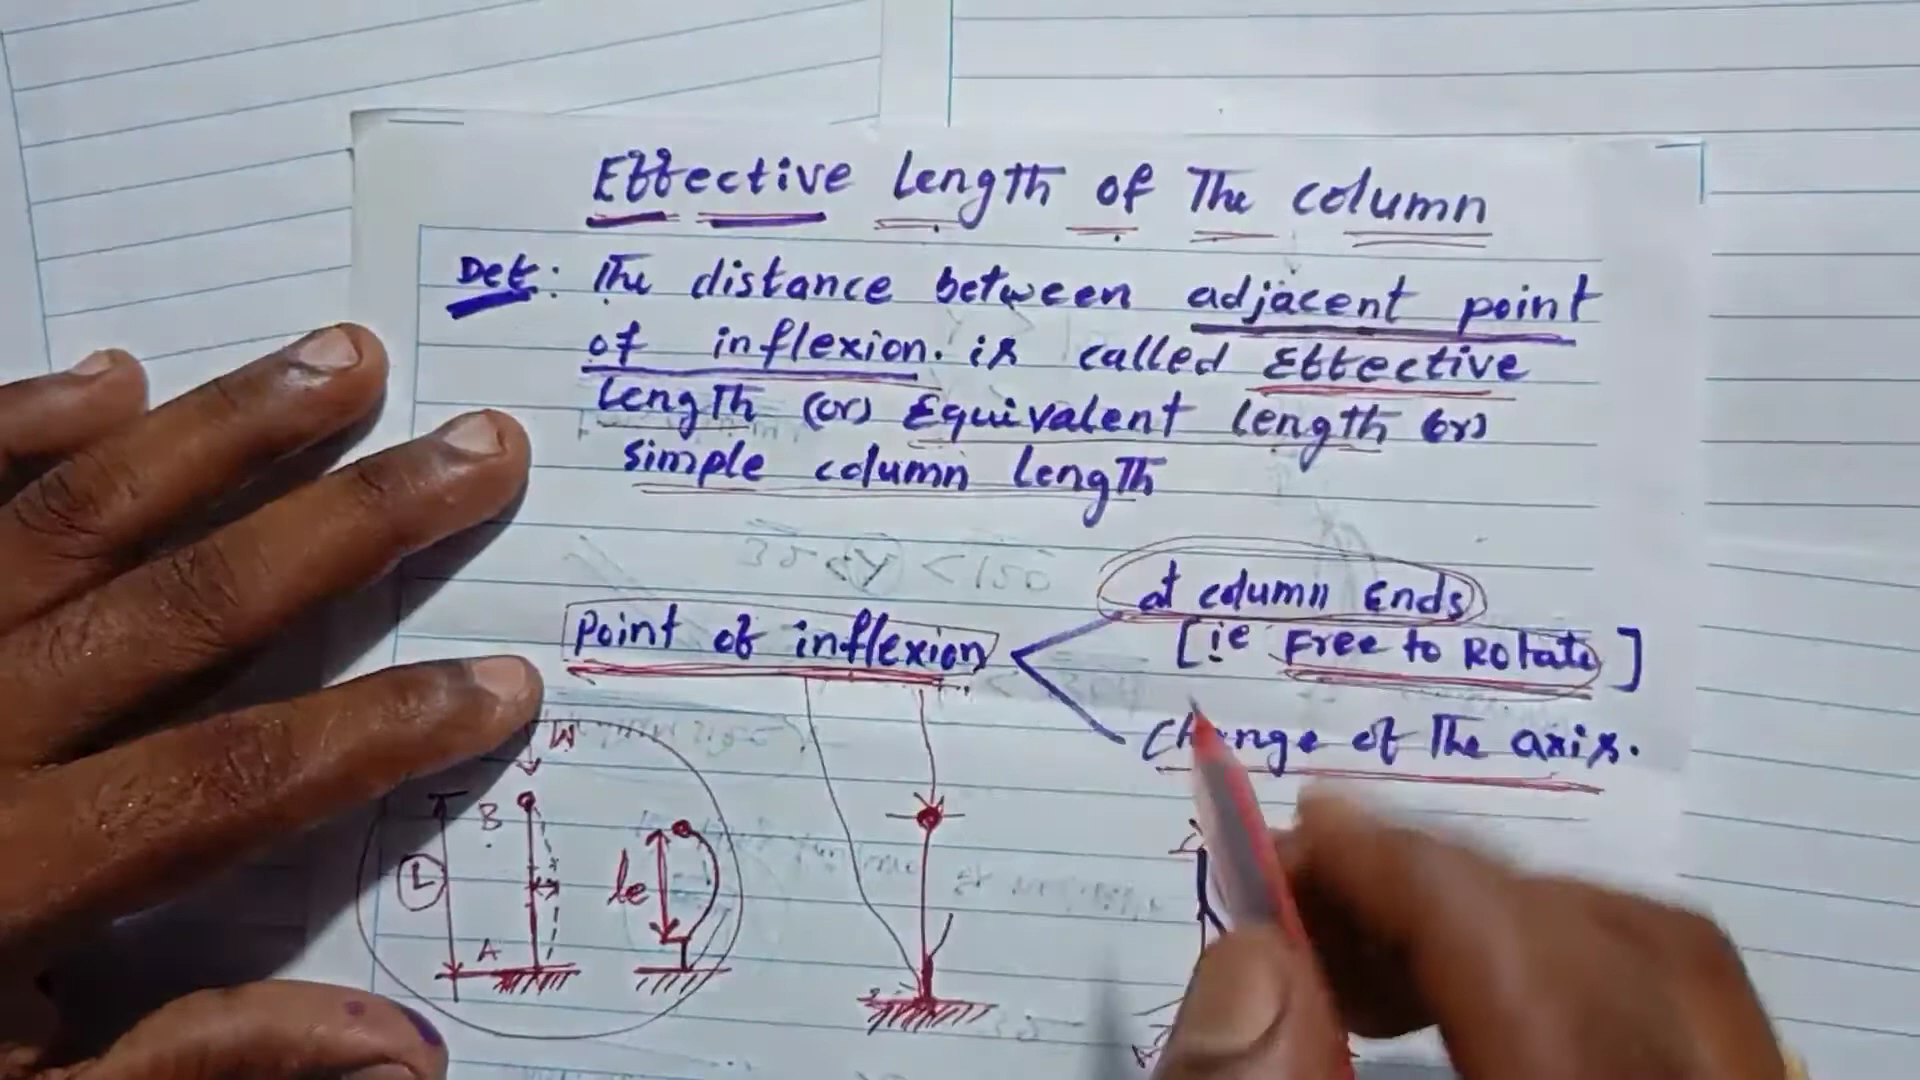 Effective Length of The column
Def: The distance between adjacent point
of inflexion. is called Effective
Length (or) Equivalent length (or)
simple column length
35 < λ < 150
at column Ends
Point of inflexion
[ie Free to Rotate]
Change of The axis.
W
B
L
le
A